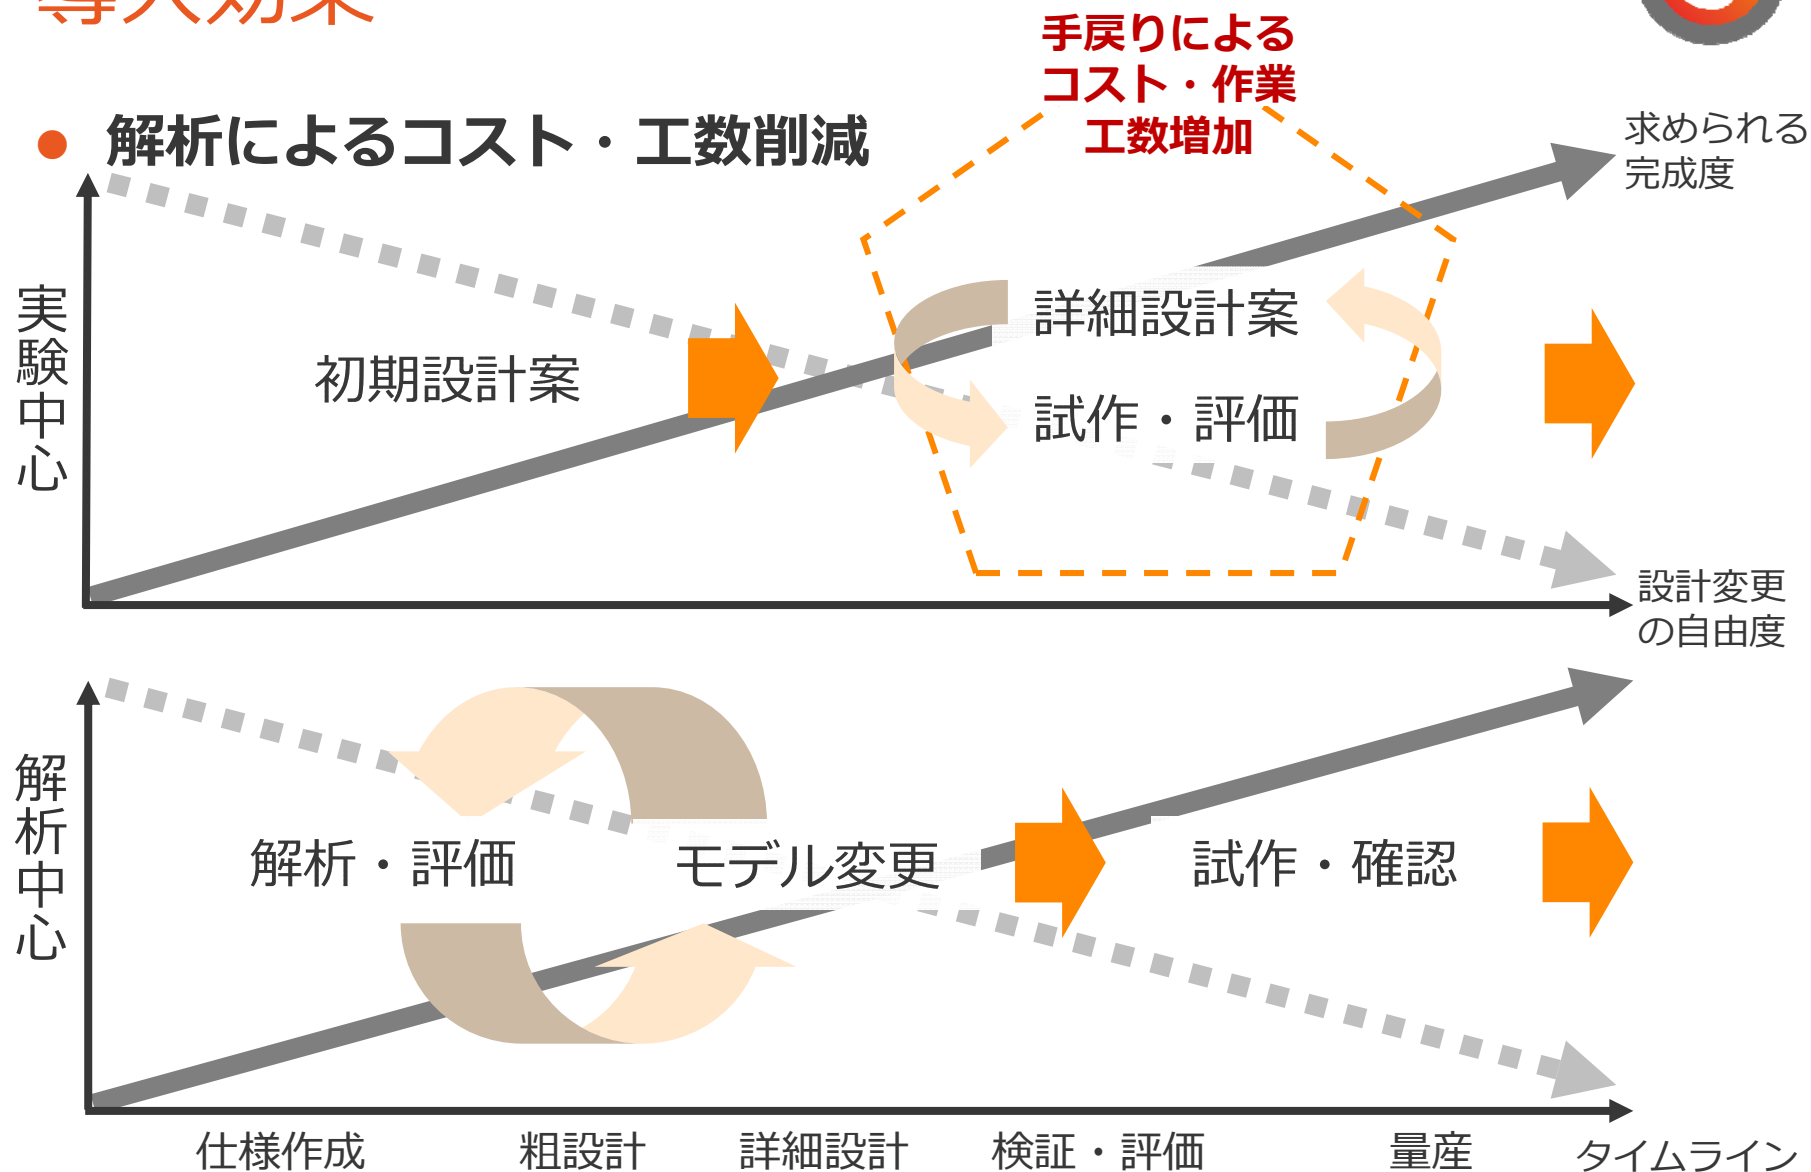 導入効果
手戻りによる
コスト・作業
工数増加
● 解析によるコスト・工数削減
求められる
完成度
実験中心
初期設計案
詳細設計案
試作・評価
設計変更
の自由度
解析中心
解析・評価
モデル変更
試作・確認
仕様作成
粗設計
詳細設計
検証・評価
量産
タイムライン